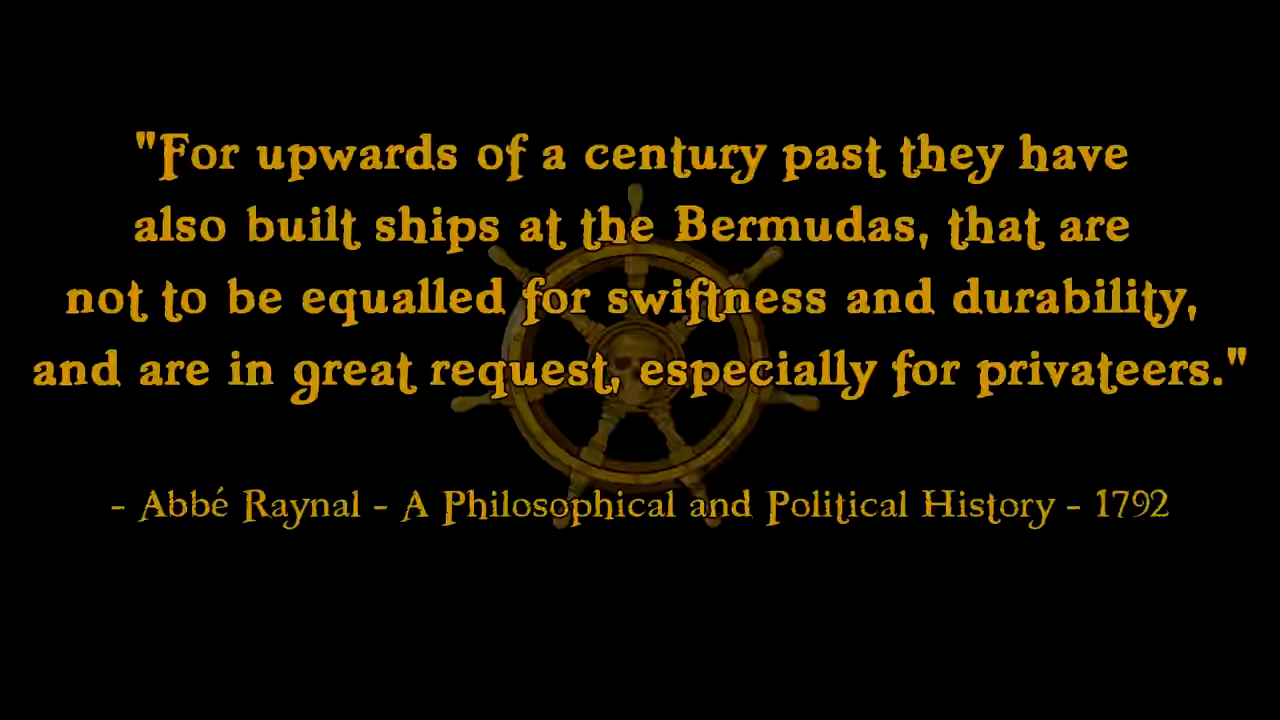 "For upwards of a century past they have
also built ships at the Bermudas, that are
not to be equalled for swiftness and durability,
and are in great request, especially for privateers."
- Abbé Raynal - A Philosophical and Political History - 1792